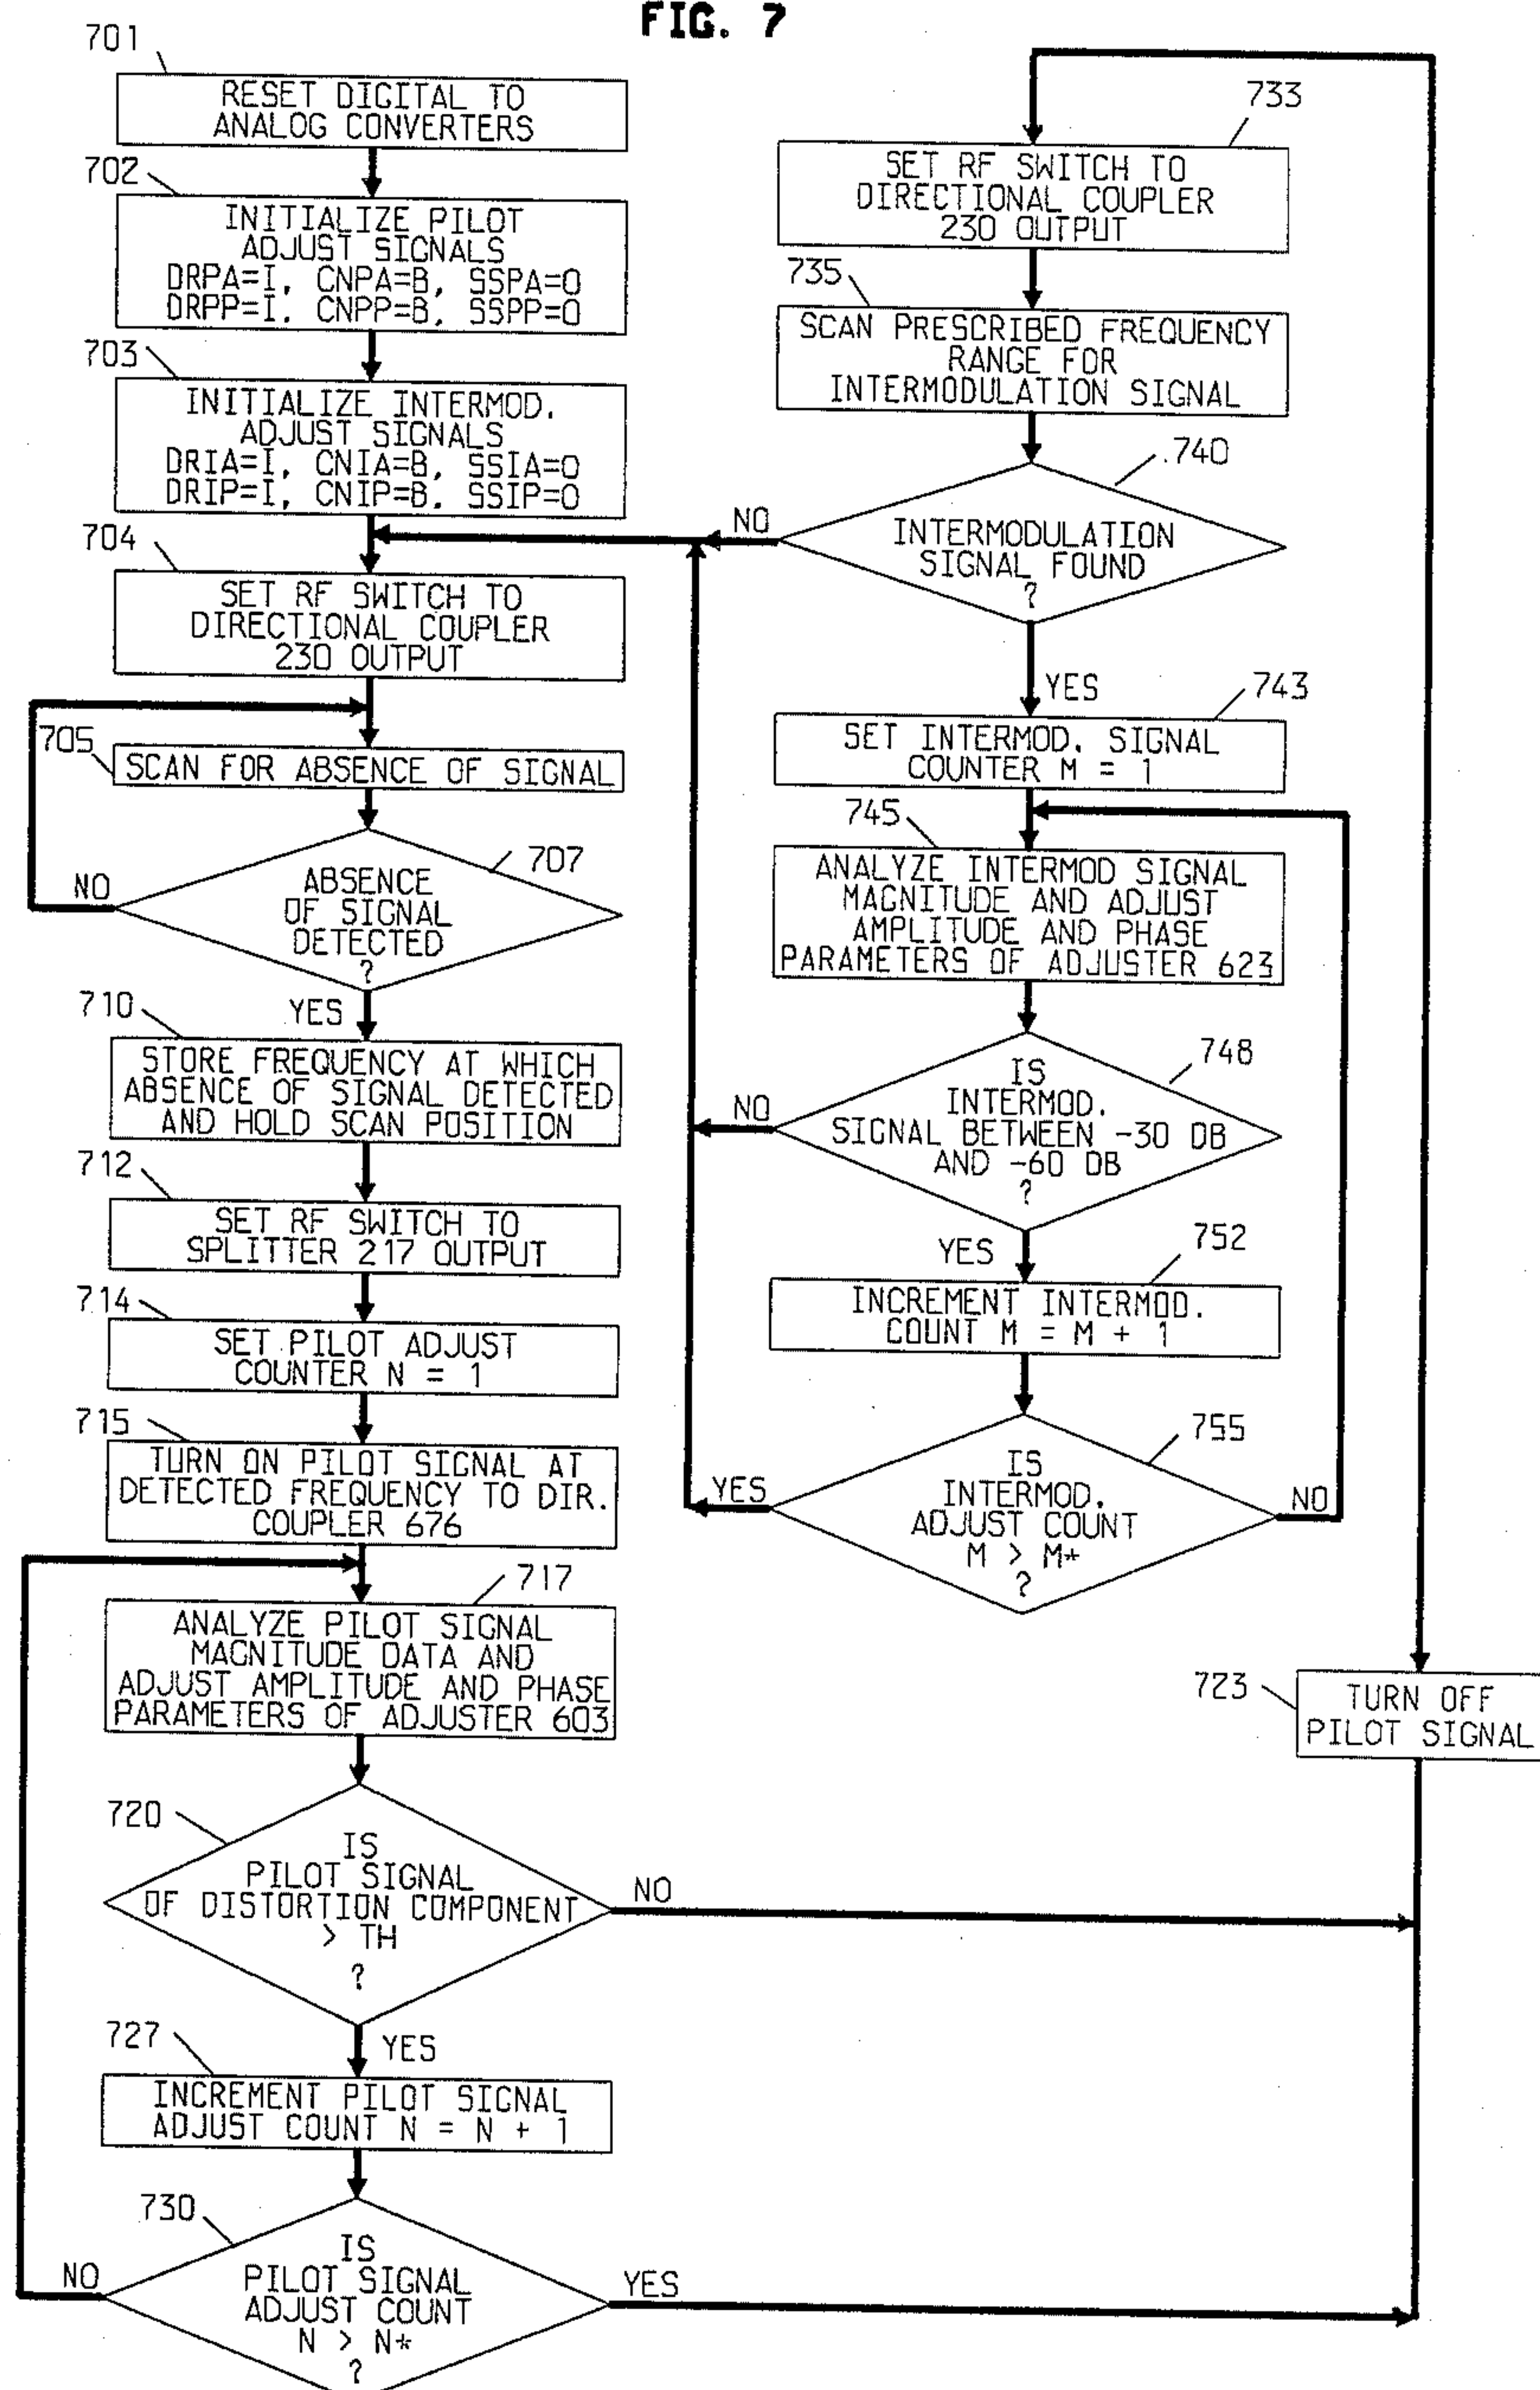 FIG. 7
701
RESET DIGITAL TO
ANALOG CONVERTERS
702
INITIALIZE PILOT
ADJUST SIGNALS
DRPA=I, CNPA=B, SSPA=0
DRPP=I, CNPP=B, SSPP=0
703
INITIALIZE INTERMOD.
ADJUST SIGNALS
DRIA=I, CNIA=B, SSIA=0
DRIP=I, CNIP=B, SSIP=0
704
SET RF SWITCH TO
DIRECTIONAL COUPLER
230 OUTPUT
705
SCAN FOR ABSENCE OF SIGNAL
707
ABSENCE
OF SIGNAL
DETECTED
?
NO
YES
710
STORE FREQUENCY AT WHICH
ABSENCE OF SIGNAL DETECTED
AND HOLD SCAN POSITION
712
SET RF SWITCH TO
SPLITTER 217 OUTPUT
714
SET PILOT ADJUST
COUNTER N = 1
715
TURN ON PILOT SIGNAL AT
DETECTED FREQUENCY TO DIR.
COUPLER 676
717
ANALYZE PILOT SIGNAL
MAGNITUDE DATA AND
ADJUST AMPLITUDE AND PHASE
PARAMETERS OF ADJUSTER 603
720
IS
PILOT SIGNAL
OF DISTORTION COMPONENT
> TH
?
NO
YES
727
INCREMENT PILOT SIGNAL
ADJUST COUNT N = N + 1
730
IS
PILOT SIGNAL
ADJUST COUNT
N > N*
?
NO
YES
733
SET RF SWITCH TO
DIRECTIONAL COUPLER
230 OUTPUT
735
SCAN PRESCRIBED FREQUENCY
RANGE FOR
INTERMODULATION SIGNAL
740
INTERMODULATION
SIGNAL FOUND
?
NO
YES
743
SET INTERMOD. SIGNAL
COUNTER M = 1
745
ANALYZE INTERMOD SIGNAL
MAGNITUDE AND ADJUST
AMPLITUDE AND PHASE
PARAMETERS OF ADJUSTER 623
748
IS
INTERMOD.
SIGNAL BETWEEN -30 DB
AND -60 DB
?
NO
YES
752
INCREMENT INTERMOD.
COUNT M = M + 1
755
IS
INTERMOD.
ADJUST COUNT
M > M*
?
YES
NO
723
TURN OFF
PILOT SIGNAL